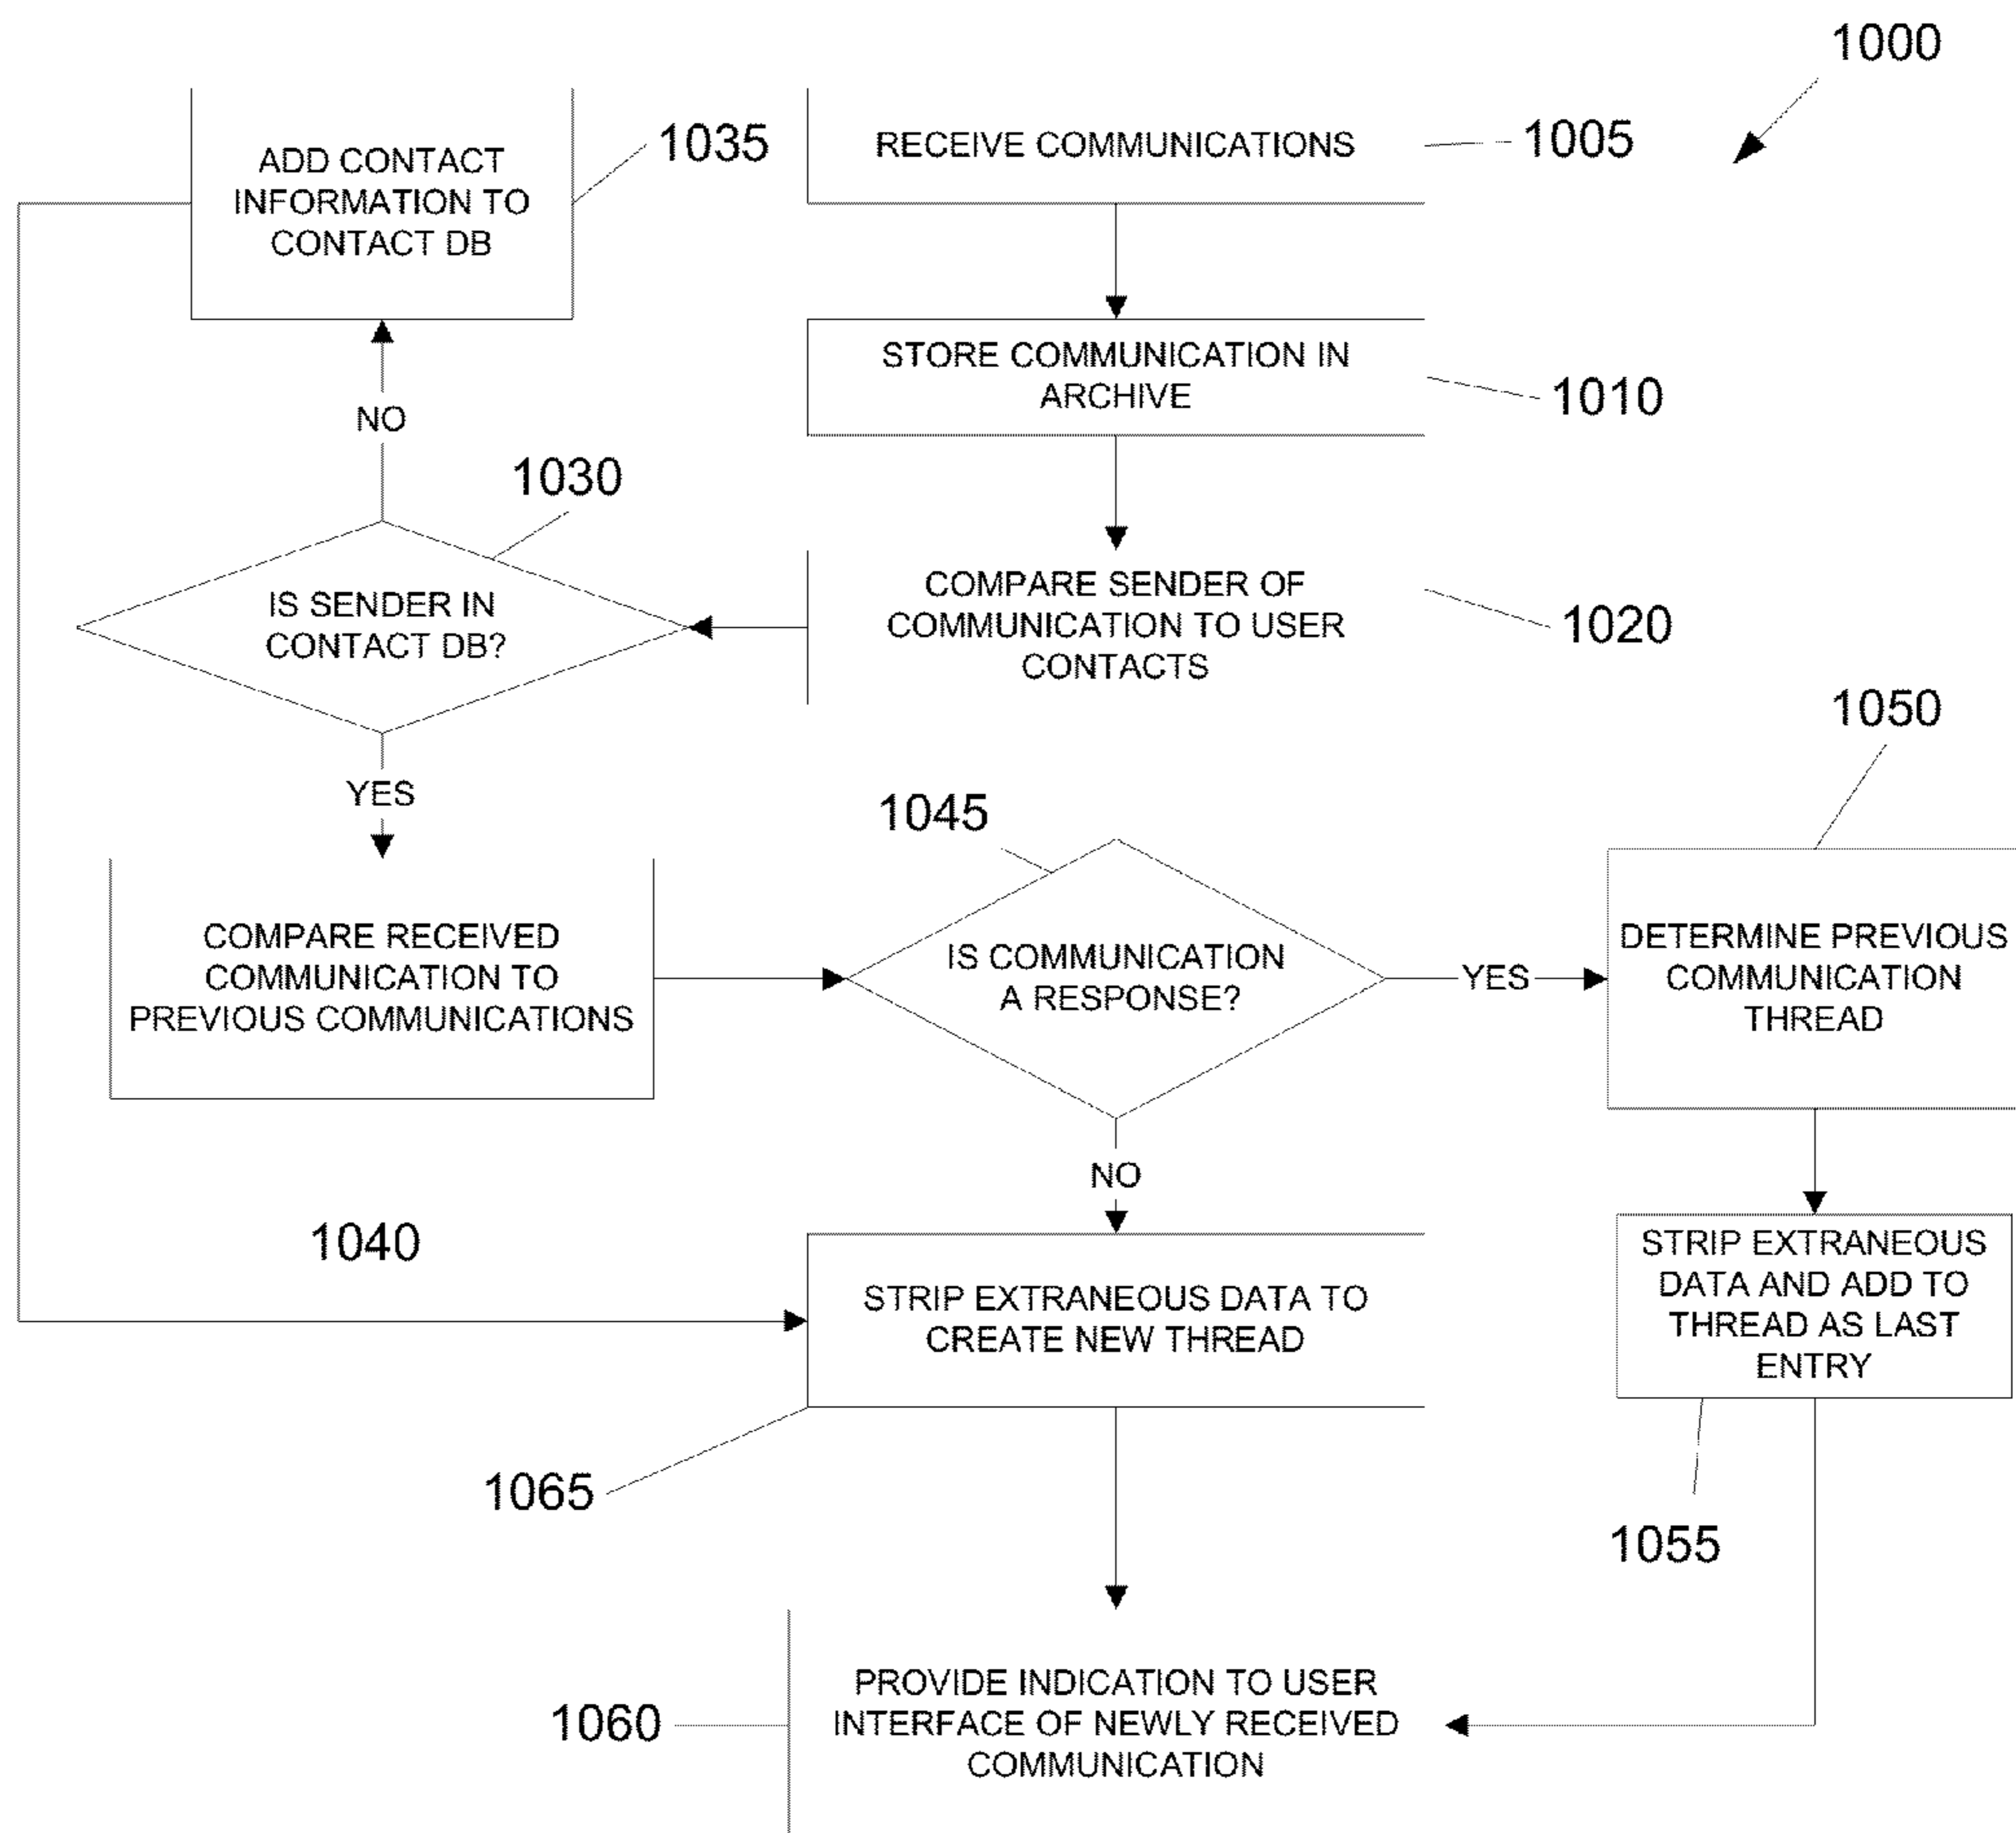 1000
ADD CONTACT
INFORMATION TO
CONTACT DB
1035
RECEIVE COMMUNICATIONS
1005
STORE COMMUNICATION IN
ARCHIVE
1010
NO
1030
IS SENDER IN
CONTACT DB?
COMPARE SENDER OF
COMMUNICATION TO USER
CONTACTS
1020
YES
1050
1045
COMPARE RECEIVED
COMMUNICATION TO
PREVIOUS COMMUNICATIONS
IS COMMUNICATION
A RESPONSE?
YES
DETERMINE PREVIOUS
COMMUNICATION
THREAD
NO
1040
STRIP EXTRANEOUS DATA TO
CREATE NEW THREAD
STRIP EXTRANEOUS
DATA AND ADD TO
THREAD AS LAST
ENTRY
1065
1055
1060
PROVIDE INDICATION TO USER
INTERFACE OF NEWLY RECEIVED
COMMUNICATION